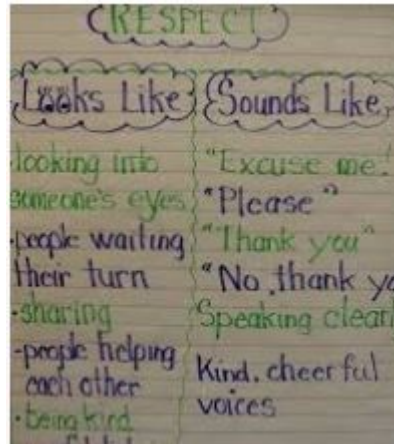 RESPECT
Looks Like
·looking into
someone's eyes
·people waiting
their turn
·sharing
-people helping
each other
·being kind
Sounds Like
"Excuse me.
"Please"
"Thank you"
"No, thank yo
Speaking clearl
Kind, cheerful
voices